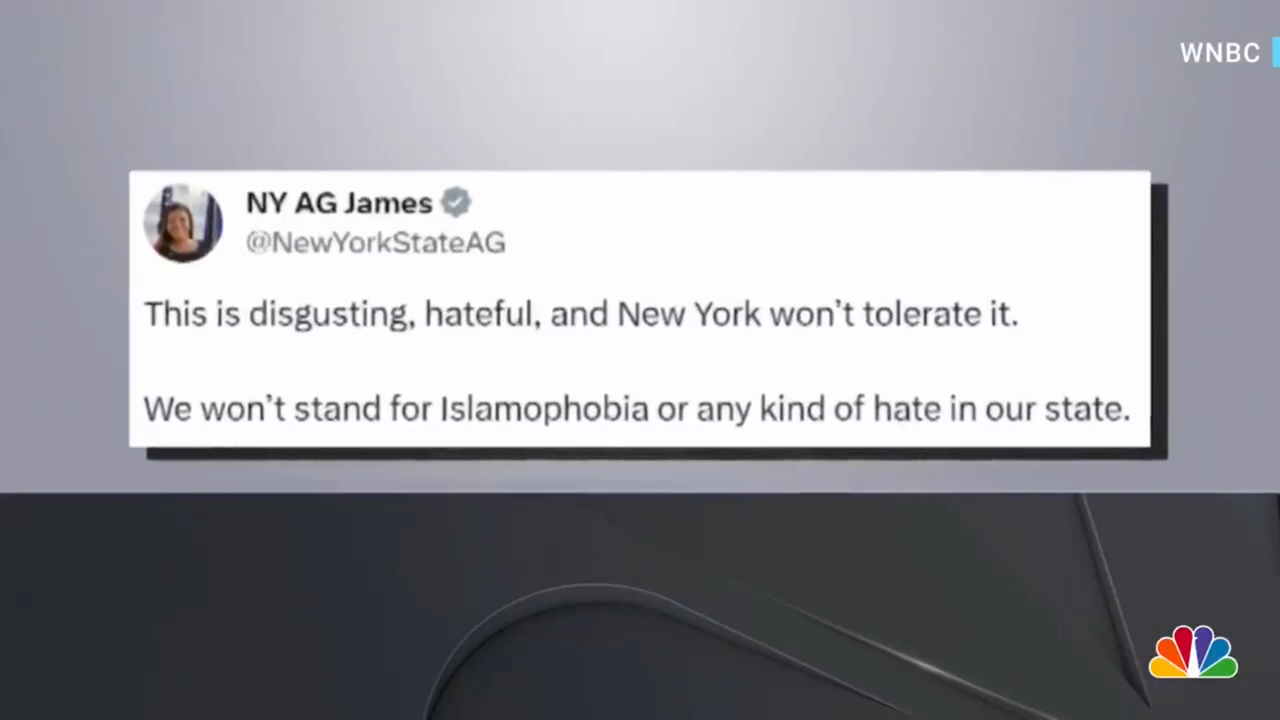 WNBC
NY AG James
@NewYorkStateAG
This is disgusting, hateful, and New York won't tolerate it.
We won't stand for Islamophobia or any kind of hate in our state.